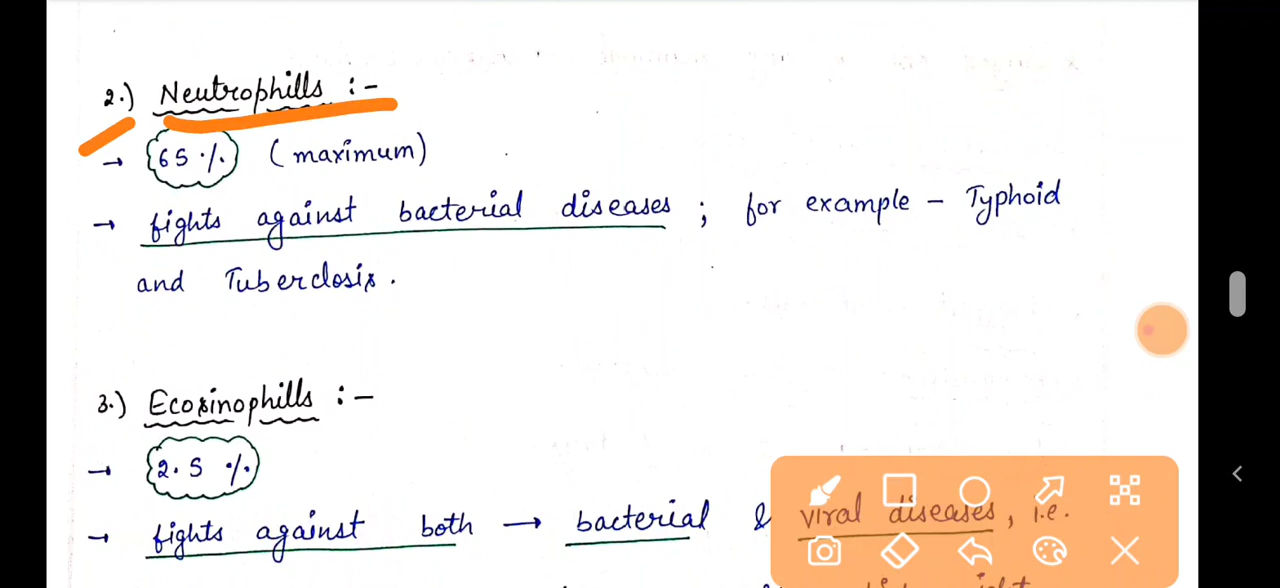 2.) Neutrophills :-
→ 65 % (maximum)
→ fights against bacterial diseases ; for example - Typhoid
and Tuberclosis.
3.) Ecosinophills :-
→ 2.5 %
→ fights against both → bacterial & viral diseases, i.e.